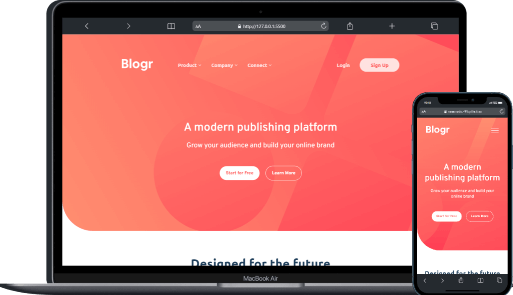 AA http://127.0.0.1:5500
Blogr Product Company Connect Login Sign Up
A modern publishing platform
Grow your audience and build your online brand
Start for Free Learn More
Designed for the future
MacBook Air
Blogr
A modern
publishing platform
Grow your audience and build your
online brand
Start for Free Learn More
Designed for the future